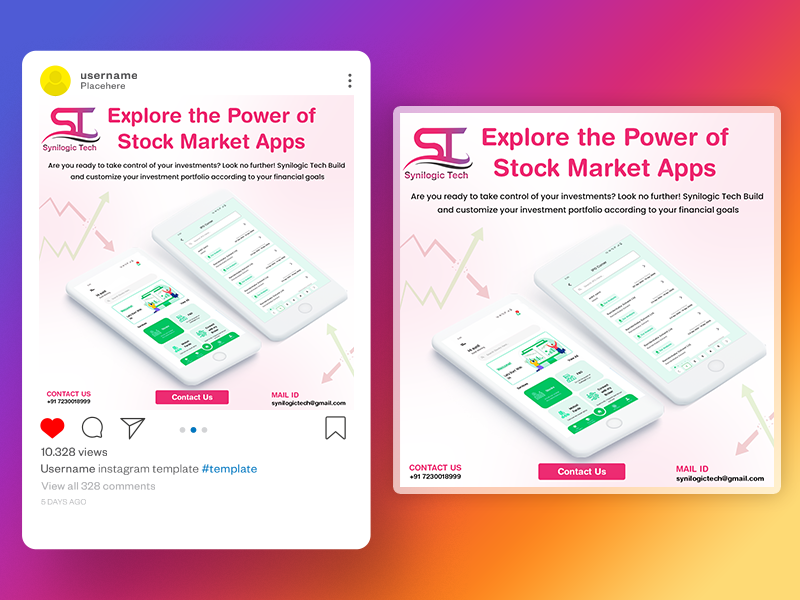 username
Placehere
ST
Synilogic Tech
Explore the Power of
Stock Market Apps
Are you ready to take control of your investments? Look no further! Synilogic Tech Build
and customize your investment portfolio according to your financial goals
CONTACT US
+91 7230018999
Contact Us
MAIL ID
synilogictech@gmail.com
10.328 views
Username instagram template #template
View all 328 comments
5 DAYS AGO
ST
Synilogic Tech
Explore the Power of
Stock Market Apps
Are you ready to take control of your investments? Look no further! Synilogic Tech Build
and customize your investment portfolio according to your financial goals
CONTACT US
+91 7230018999
Contact Us
MAIL ID
synilogictech@gmail.com